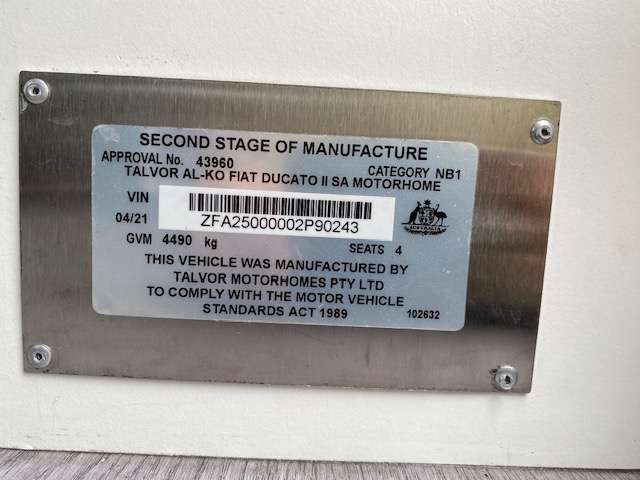 SECOND STAGE OF MANUFACTURE
APPROVAL No. 43960 CATEGORY NB1
TALVOR AL-KO FIAT DUCATO II SA MOTORHOME
VIN
04/21 ZFA25000002P90243
AUSTRALIA
GVM 4490 kg SEATS 4
THIS VEHICLE WAS MANUFACTURED BY
TALVOR MOTORHOMES PTY LTD
TO COMPLY WITH THE MOTOR VEHICLE
STANDARDS ACT 1989 102632